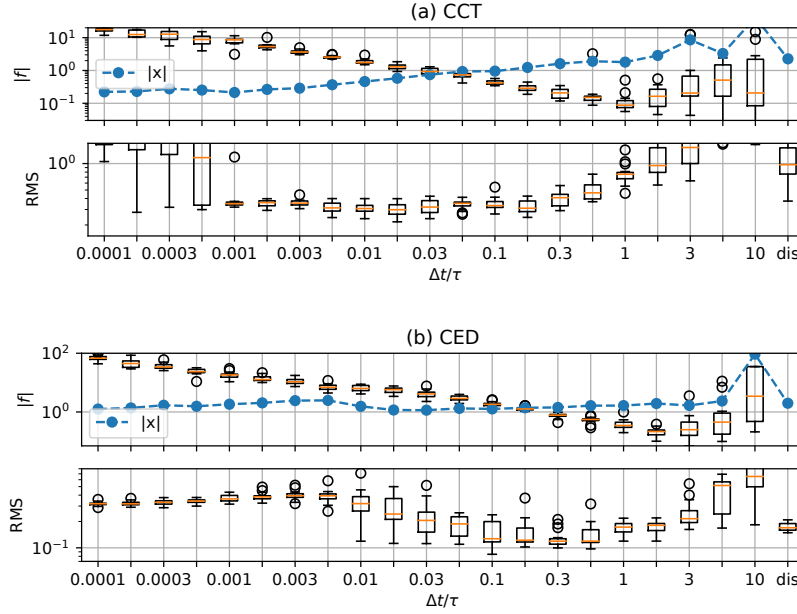 (a) CCT
10¹
10⁰
10⁻¹
|f|
|x|
10⁰
RMS
0.0001 0.0003 0.001 0.003 0.01 0.03 0.1 0.3 1 3 10 dis
Δt/τ
(b) CED
10²
10⁰
|f|
|x|
10⁻¹
RMS
0.0001 0.0003 0.001 0.003 0.01 0.03 0.1 0.3 1 3 10 dis
Δt/τ